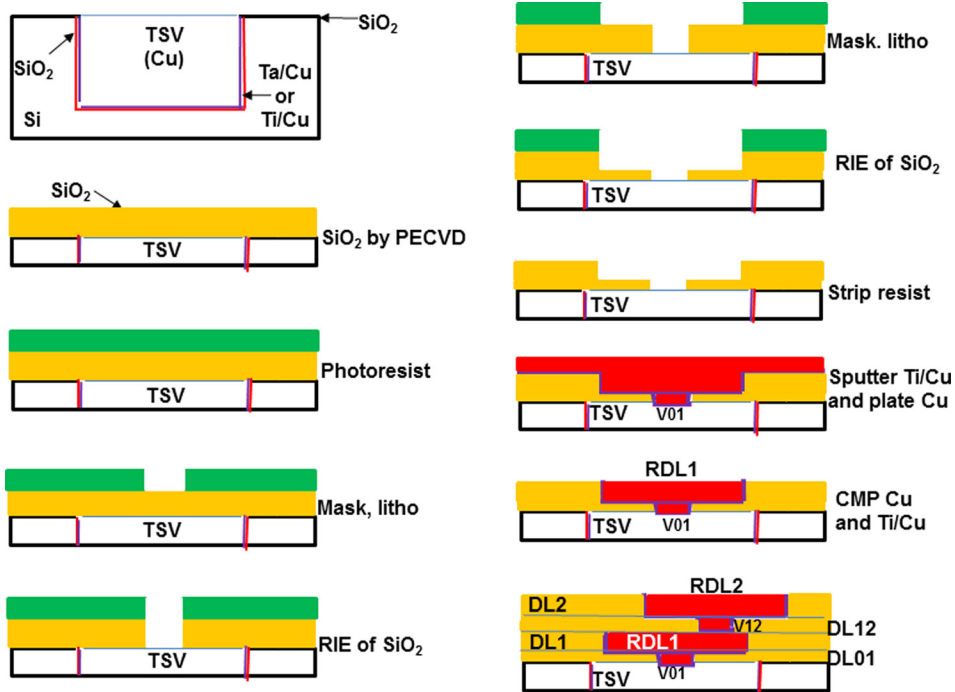 TSV
(Cu)
SiO2
SiO2
Ta/Cu
or
Ti/Cu
Si
SiO2
SiO2 by PECVD
TSV
Photoresist
TSV
Mask, litho
TSV
RIE of SiO2
TSV
Mask. litho
TSV
RIE of SiO2
TSV
Strip resist
TSV
Sputter Ti/Cu
and plate Cu
TSV
V01
RDL1
CMP Cu
and Ti/Cu
TSV
V01
RDL2
DL2
V12
DL12
DL1
RDL1
DL01
TSV
V01